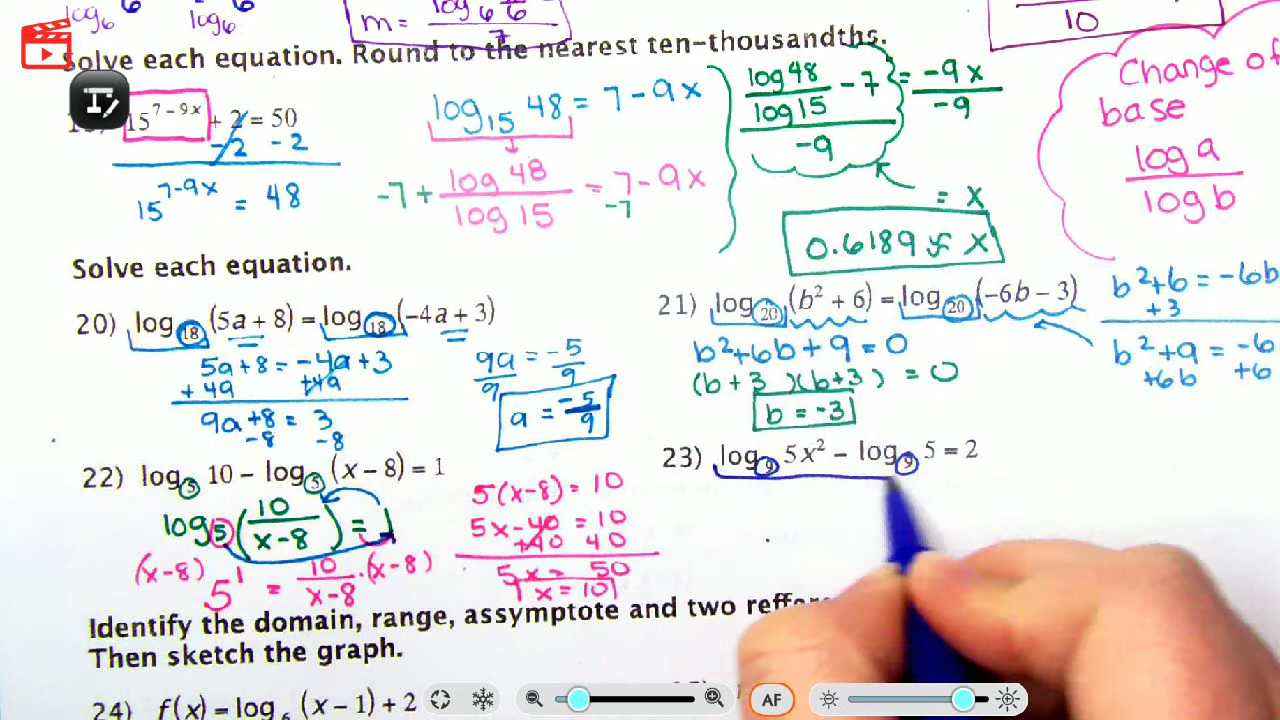 log₆ 6 log₆ 6
m = log₆ 6/7
10
Solve each equation. Round to the nearest ten-thousandths.
15^(7 − 9x) + 2 = 50
−2 −2
15^(7−9x) = 48
log₁₅ 48 = 7 − 9x
−7 + log 48 / log 15 = 7 − 9x
−7
log 48 / log 15 − 7 = −9x
−9 −9
= x
0.6189 ≈ x
Change of
base
log a
log b
Solve each equation.
20) log₁₈ (5a + 8) = log₁₈ (−4a + 3)
5a + 8 = −4a + 3
+ 4a +4a
9a + 8 = 3
−8 −8
9a = −5
9 9
a = −5/9
21) log₂₀ (b² + 6) = log₂₀ (−6b − 3)
b² + 6 = −6b
+3
b² + 9 = −6
+6b +6
b² + 6b + 9 = 0
(b + 3)(b + 3) = 0
b = −3
22) log₅ 10 − log₅ (x − 8) = 1
log₅ (10 / x − 8) = 1
(x − 8) 5¹ = 10 / x − 8 · (x − 8)
5(x − 8) = 10
5x − 40 = 10
+40 40
5x = 50
x = 10
23) log₉ 5x² − log₉ 5 = 2
Identify the domain, range, assymptote and two reffer
Then sketch the graph.
24) f(x) = log₆ (x − 1) + 2
AF